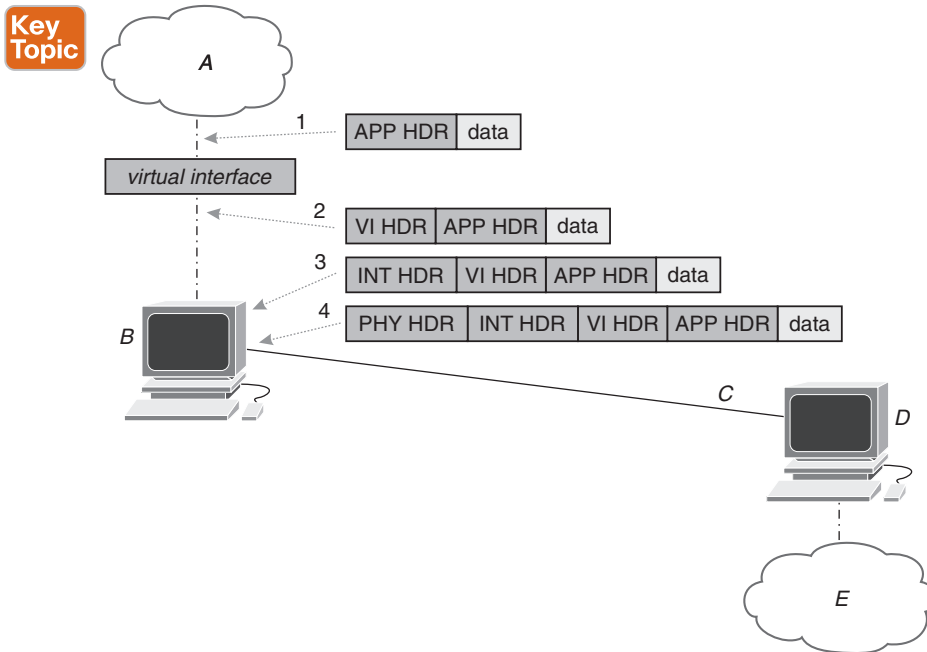 Key
Topic
A
1
APP HDR data
virtual interface
2
VI HDR APP HDR data
3
INT HDR VI HDR APP HDR data
4
PHY HDR INT HDR VI HDR APP HDR data
B
C
D
E